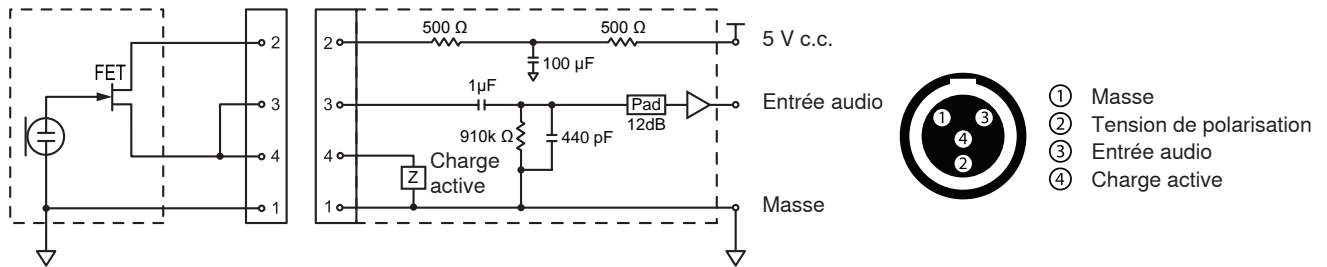 FET
2
3
4
1
2
3
4
1
500 Ω
500 Ω
5 V c.c.
100 µF
1µF
Pad
12dB
Entrée audio
910k Ω
440 pF
Z
Charge
active
Masse
1
3
4
2
1 Masse
2 Tension de polarisation
3 Entrée audio
4 Charge active